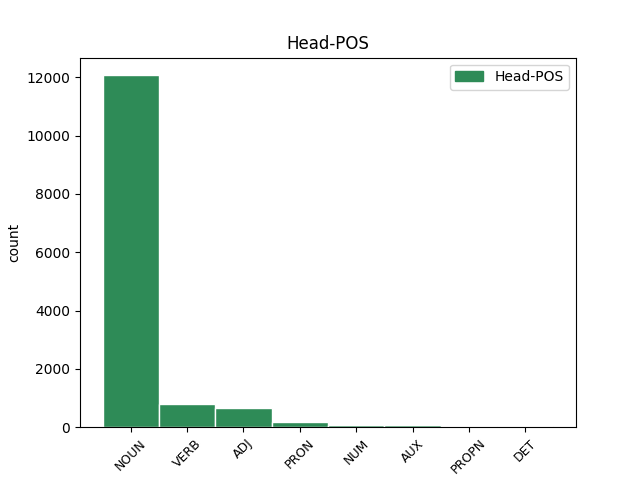 Head-POS
Head-POS
12000
10000
8000
6000
4000
2000
0
count
NOUN
VERB
ADJ
PRON
NUM
AUX
PROPN
DET